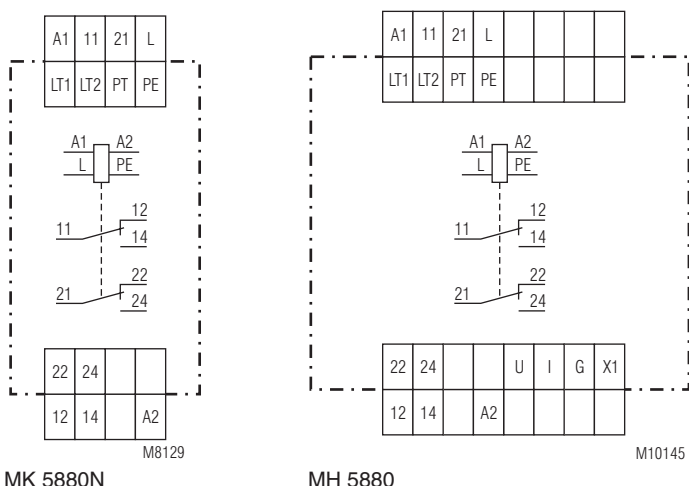 A1 11 21 L
LT1 LT2 PT PE
A1 A2
L PE
12
11 14
22
21 24
22 24
12 14 A2
M8129
MK 5880N
A1 11 21 L
LT1 LT2 PT PE
A1 A2
L PE
12
11 14
22
21 24
22 24 U I G X1
12 14 A2
M10145
MH 5880